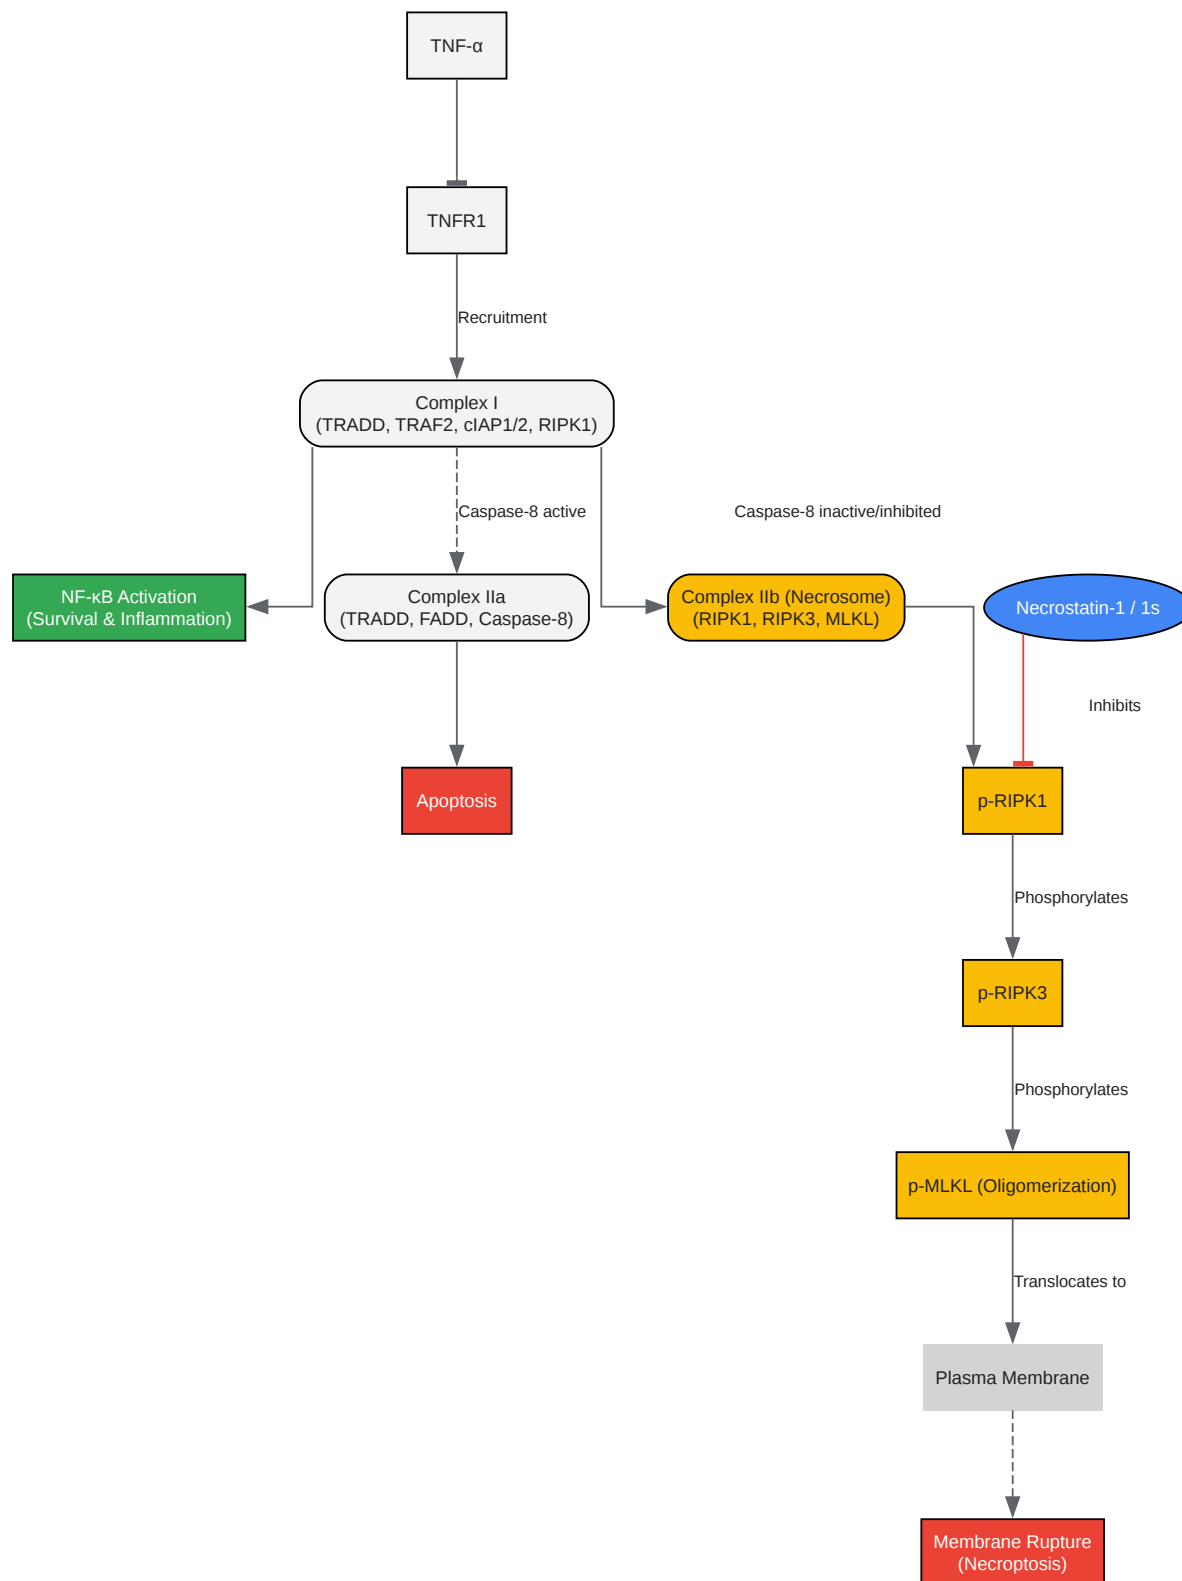 TNF-α
TNFR1
Recruitment
Complex I
(TRADD, TRAF2, cIAP1/2, RIPK1)
Caspase-8 active
Caspase-8 inactive/inhibited
NF-κB Activation
(Survival & Inflammation)
Complex IIa
(TRADD, FADD, Caspase-8)
Complex IIb (Necrosome)
(RIPK1, RIPK3, MLKL)
Necrostatin-1 / 1s
Inhibits
Apoptosis
p-RIPK1
Phosphorylates
p-RIPK3
Phosphorylates
p-MLKL (Oligomerization)
Translocates to
Plasma Membrane
Membrane Rupture
(Necroptosis)